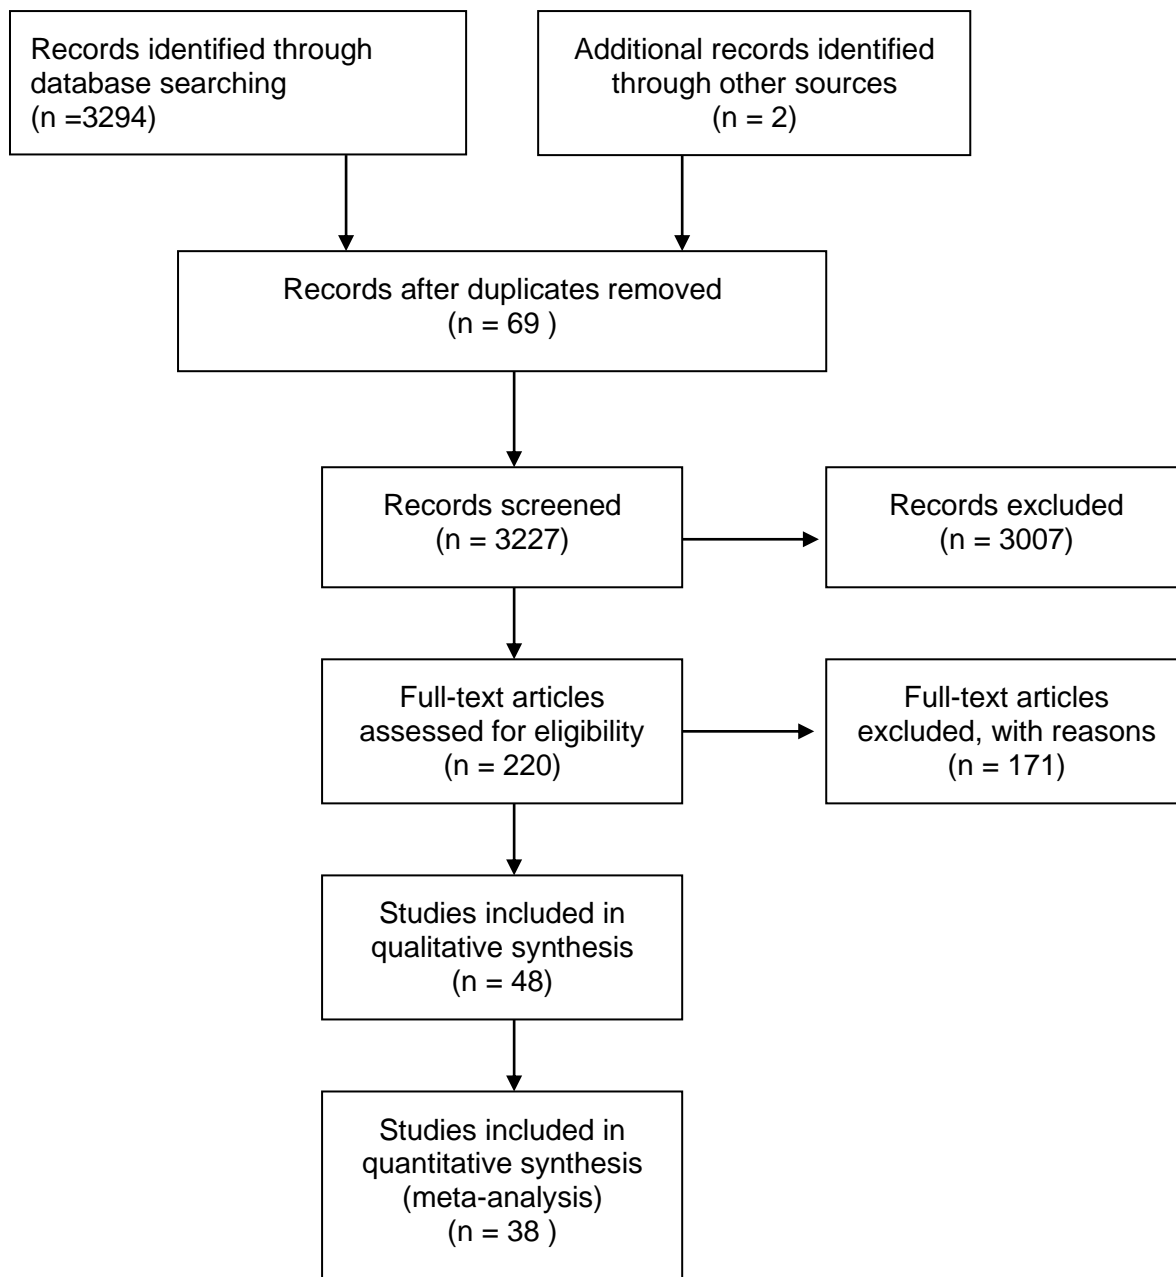 Records identified through
database searching
(n =3294)
Additional records identified
through other sources
(n = 2)
Records after duplicates removed
(n = 69 )
Records screened
(n = 3227)
Records excluded
(n = 3007)
Full-text articles
assessed for eligibility
(n = 220)
Full-text articles
excluded, with reasons
(n = 171)
Studies included in
qualitative synthesis
(n = 48)
Studies included in
quantitative synthesis
(meta-analysis)
(n = 38 )